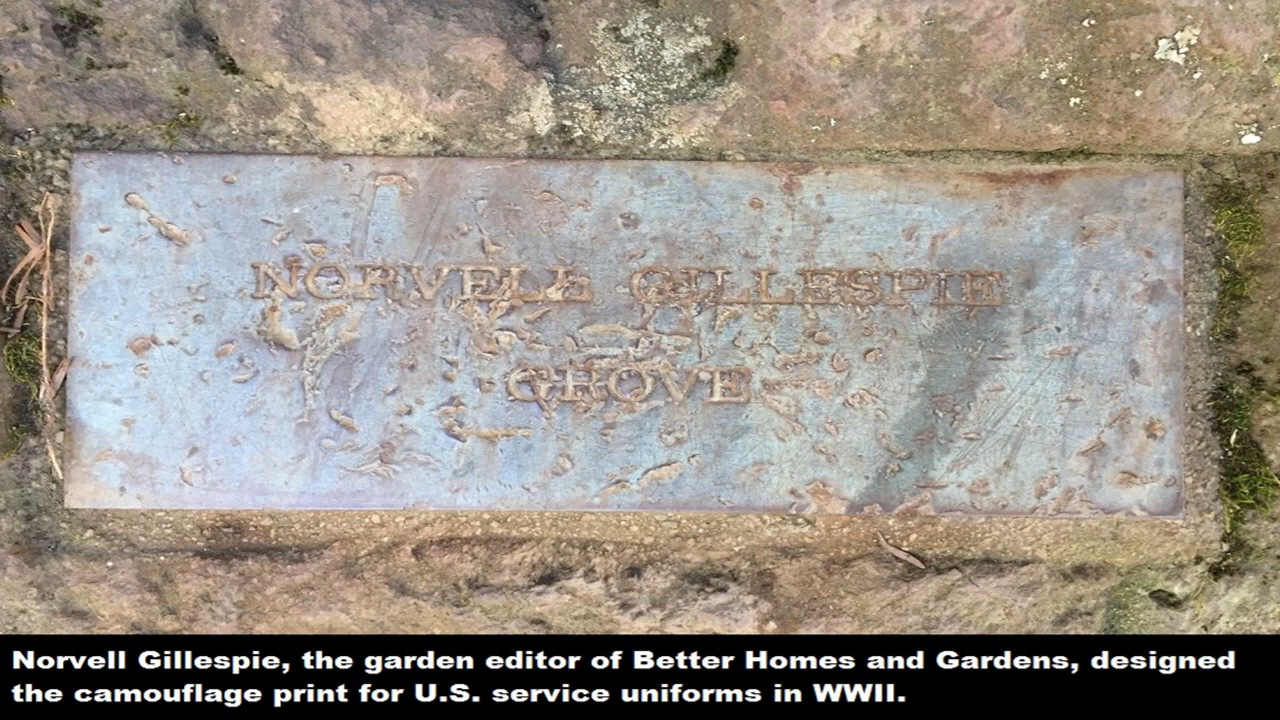 NORVELL GILLESPIE
GROVE
Norvell Gillespie, the garden editor of Better Homes and Gardens, designed
the camouflage print for U.S. service uniforms in WWII.